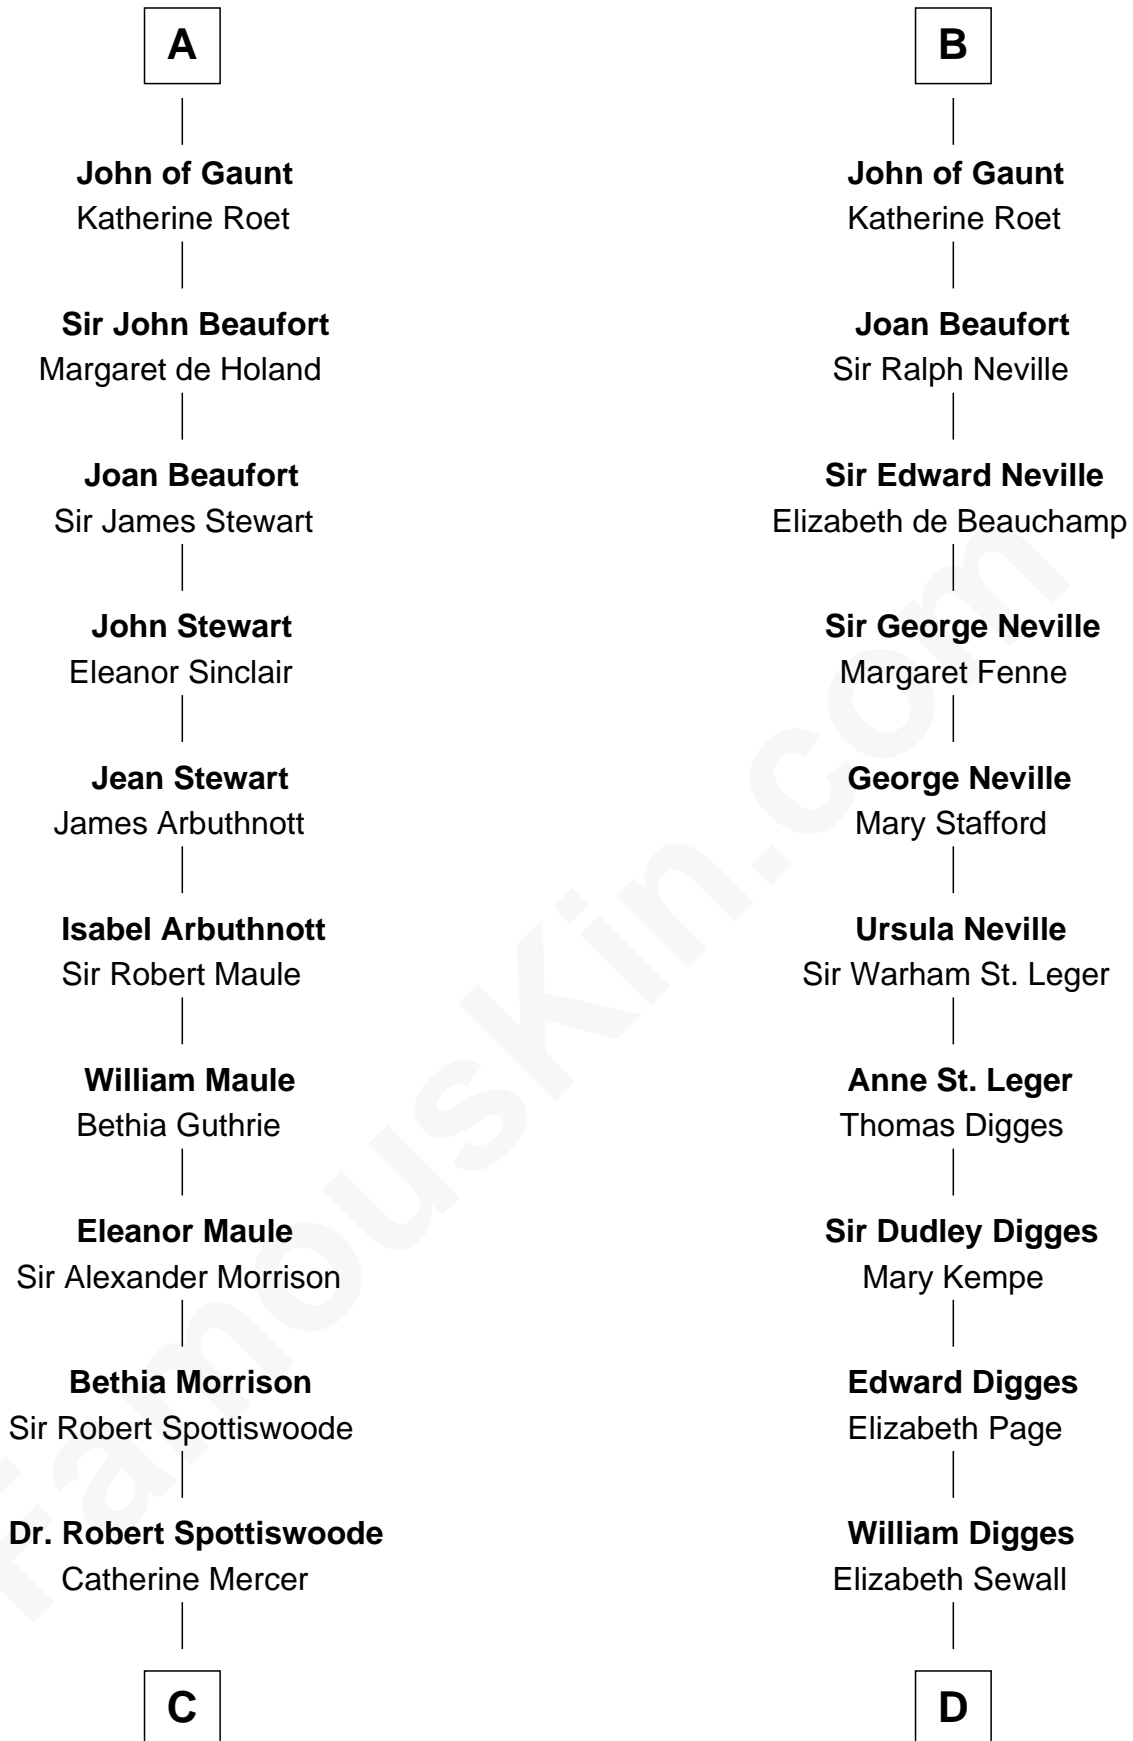 A
John of Gaunt
Katherine Roet
Sir John Beaufort
Margaret de Holand
Joan Beaufort
Sir James Stewart
John Stewart
Eleanor Sinclair
Jean Stewart
James Arbuthnott
Isabel Arbuthnott
Sir Robert Maule
William Maule
Bethia Guthrie
Eleanor Maule
Sir Alexander Morrison
Bethia Morrison
Sir Robert Spottiswoode
Dr. Robert Spottiswoode
Catherine Mercer
C
B
John of Gaunt
Katherine Roet
Joan Beaufort
Sir Ralph Neville
Sir Edward Neville
Elizabeth de Beauchamp
Sir George Neville
Margaret Fenne
George Neville
Mary Stafford
Ursula Neville
Sir Warham St. Leger
Anne St. Leger
Thomas Digges
Sir Dudley Digges
Mary Kempe
Edward Digges
Elizabeth Page
William Digges
Elizabeth Sewall
D
FamousKin.com